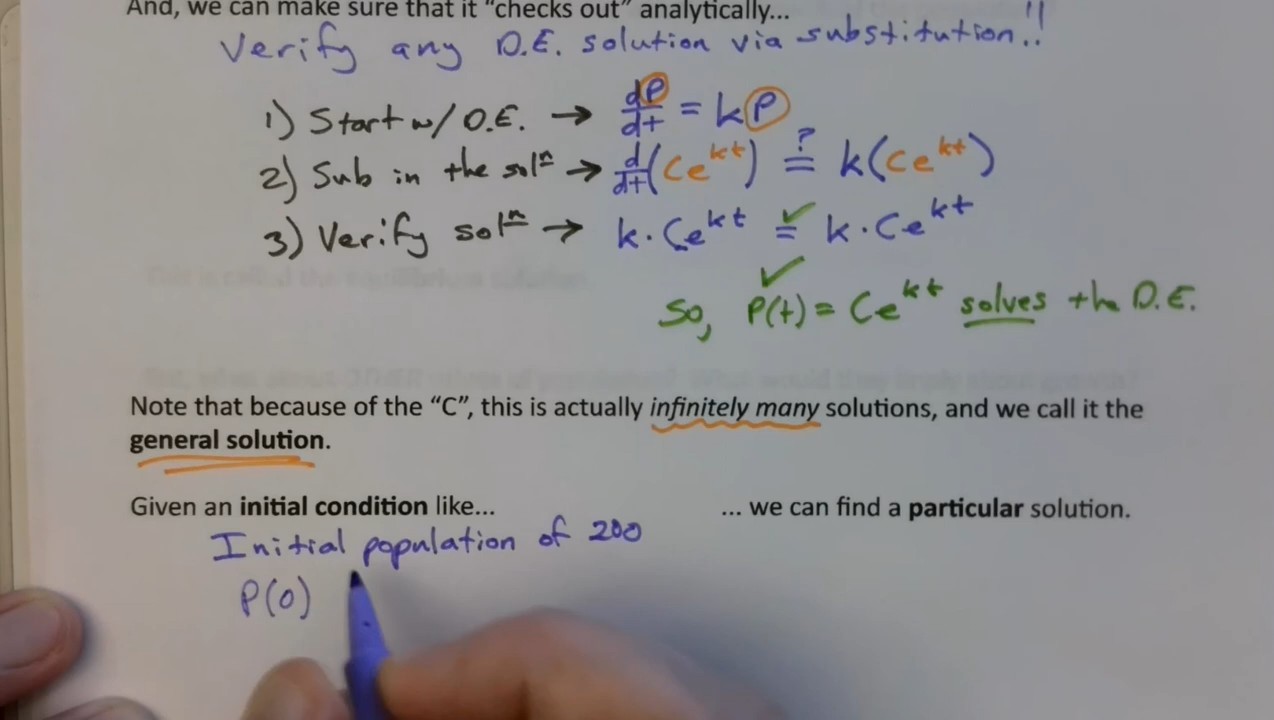 And, we can make sure that it "checks out" analytically...
Verify any D.E. solution via substitution!!
1) Start w/ D.E. → dP/dt = kP
2) Sub in the solⁿ → d/dt(Ce^kt) ≟ k(Ce^kt)
3) Verify solⁿ → k·Ce^kt =✓ k·Ce^kt
✓
So, P(t) = Ce^kt solves the D.E.
Note that because of the "C", this is actually infinitely many solutions, and we call it the
general solution.
Given an initial condition like... ... we can find a particular solution.
Initial population of 200
P(0)